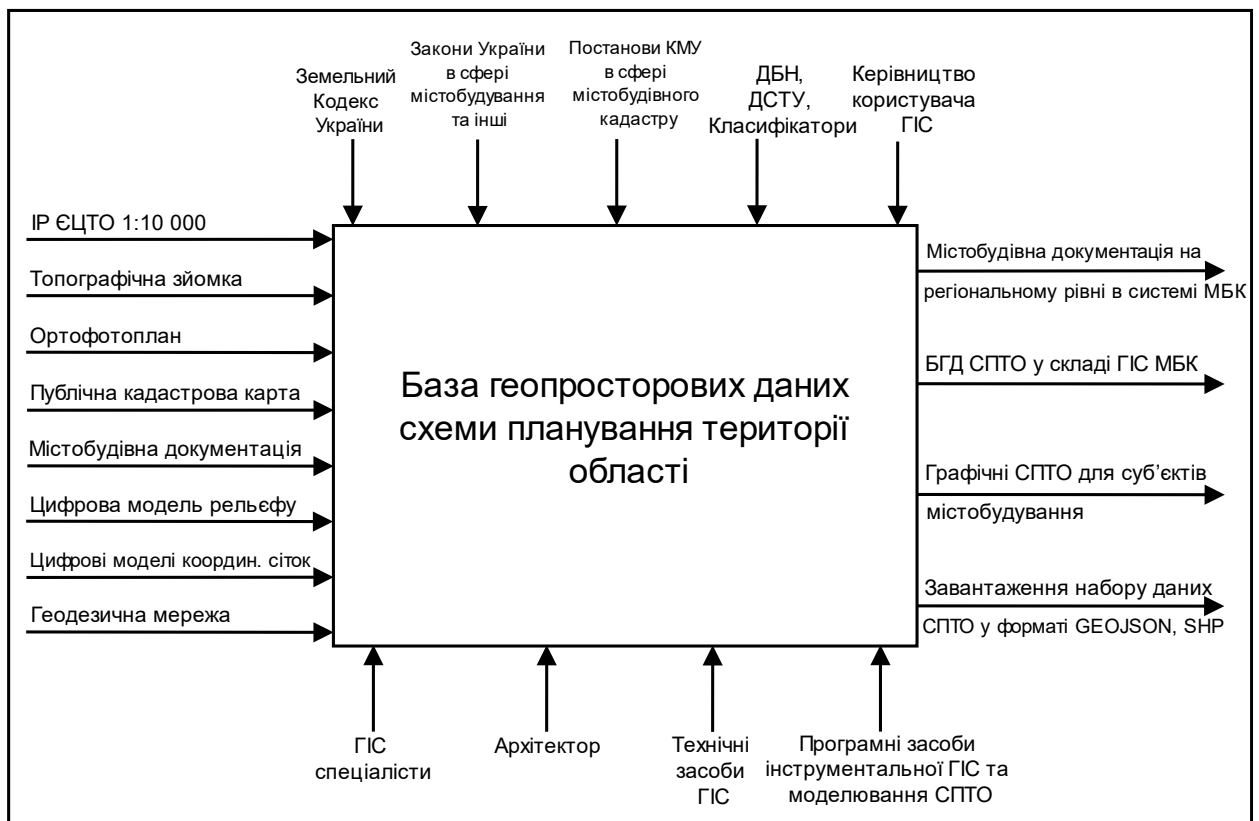 Земельний
Кодекс
України
Закони України
в сфері
містобудування
та інші
Постанови КМУ
в сфері
містобудівного
кадастру
ДБН,
ДСТУ,
Класифікатори
Керівництво
користувача
ГІС
ІР ЄЦТО 1:10 000
Топографічна зйомка
Ортофотоплан
Публічна кадастрова карта
Містобудівна документація
Цифрова модель рельєфу
Цифрові моделі координ. сіток
Геодезична мережа
База геопросторових даних
схеми планування території
області
Містобудівна документація на
регіональному рівні в системі МБК
БГД СПТО у складі ГІС МБК
Графічні СПТО для суб’єктів
містобудування
Завантаження набору даних
СПТО у форматі GEOJSON, SHP
ГІС
спеціалісти
Архітектор
Технічні
засоби
ГІС
Програмні засоби
інструментальної ГІС та
моделювання СПТО